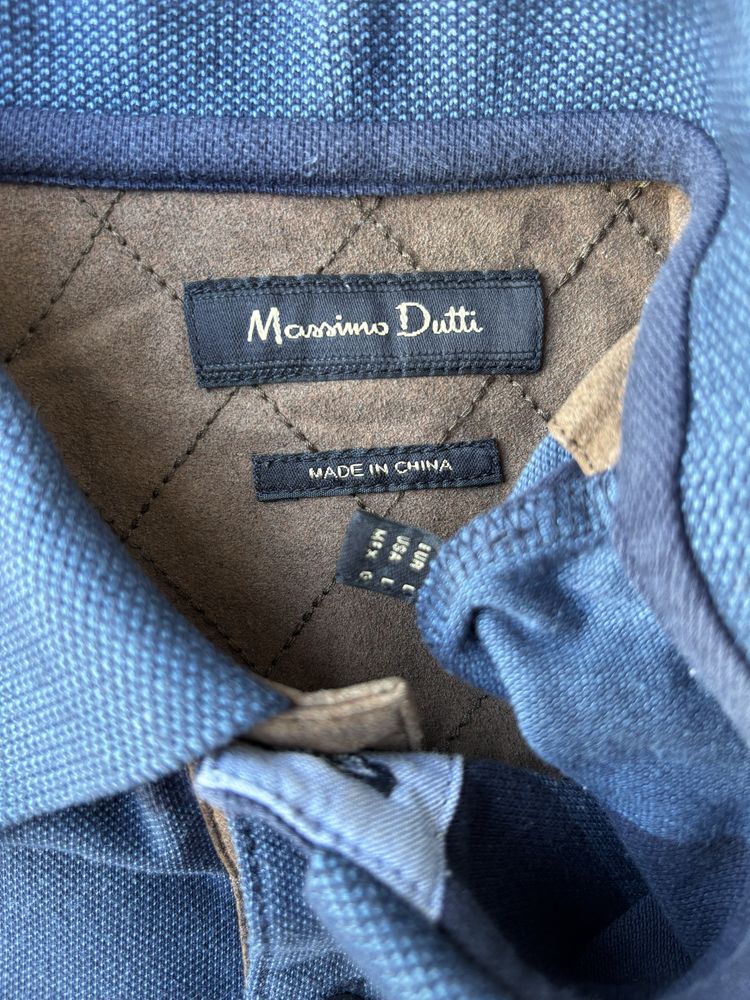 Massimo Dutti
MADE IN CHINA
EUR L
USA L
MEX G